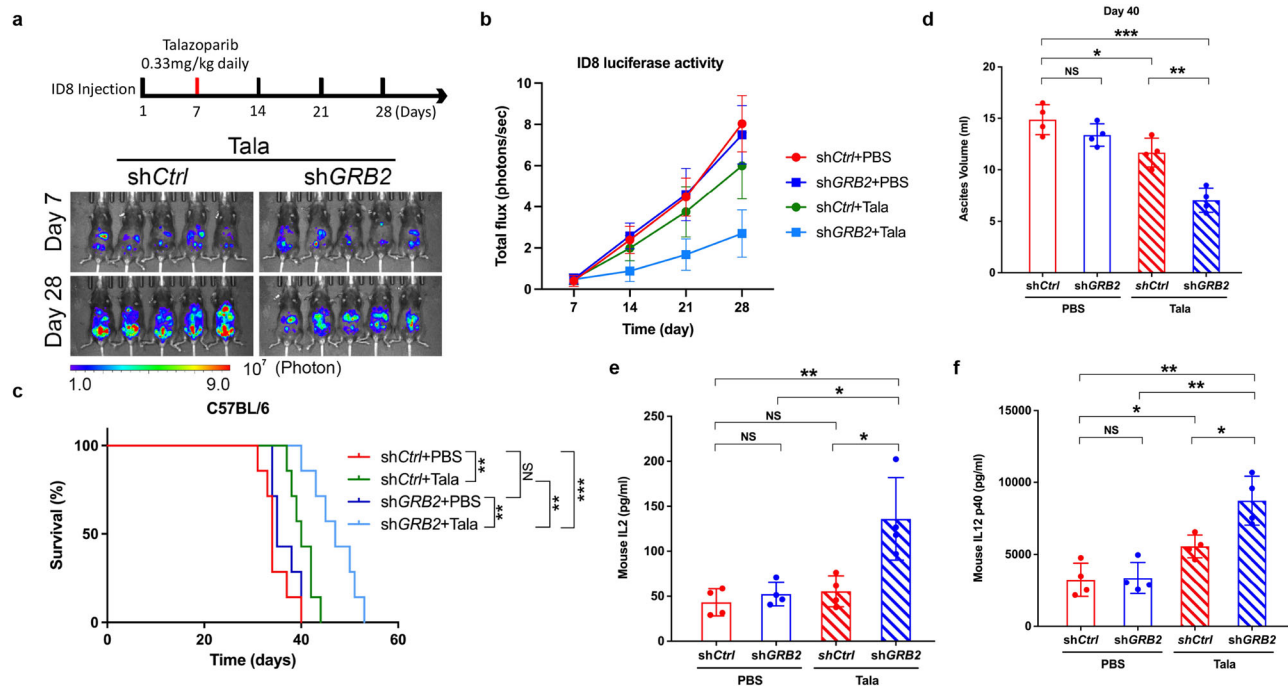 a
Talazoparib
0.33mg/kg daily
ID8 Injection
1 7 14 21 28 (Days)
Tala
shCtrl shGRB2
Day 7
Day 28
1.0 9.0 10⁷ (Photon)
b
ID8 luciferase activity
Total flux (photons/sec)
10
8
6
4
2
0
7 14 21 28
Time (day)
shCtrl+PBS
shGRB2+PBS
shCtrl+Tala
shGRB2+Tala
c
C57BL/6
Survival (%)
100
50
0
0 20 40 60
Time (days)
shCtrl+PBS
shCtrl+Tala
shGRB2+PBS
shGRB2+Tala
**
**
NS
**
***
d
Day 40
***
*
NS **
Ascites Volume (ml)
20
15
10
5
0
shCtrl shGRB2 shCtrl shGRB2
PBS Tala
e
**
*
NS
NS *
Mouse IL2 (pg/ml)
250
200
150
100
50
0
shCtrl shGRB2 shCtrl shGRB2
PBS Tala
f
**
**
*
NS *
Mouse IL12 p40 (pg/ml)
15000
10000
5000
0
shCtrl shGRB2 shCtrl shGRB2
PBS Tala